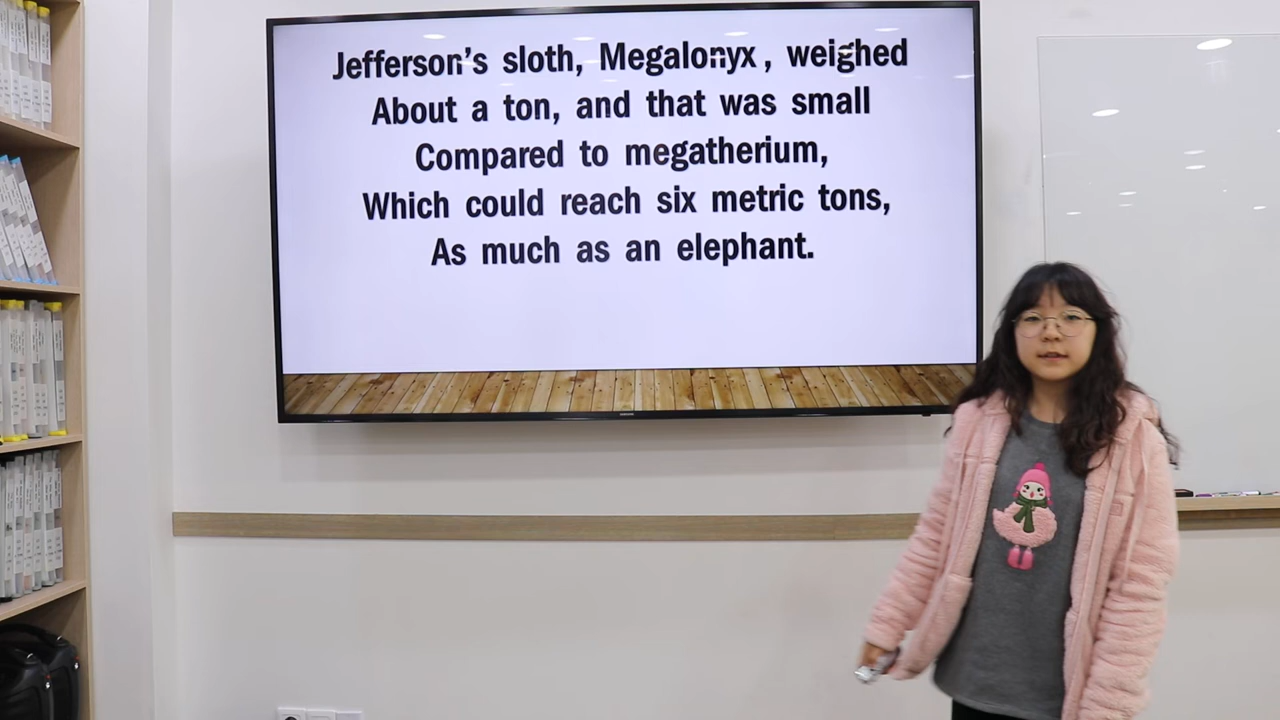 Jefferson's sloth, Megalonyx, weighed
About a ton, and that was small
Compared to megatherium,
Which could reach six metric tons,
As much as an elephant.